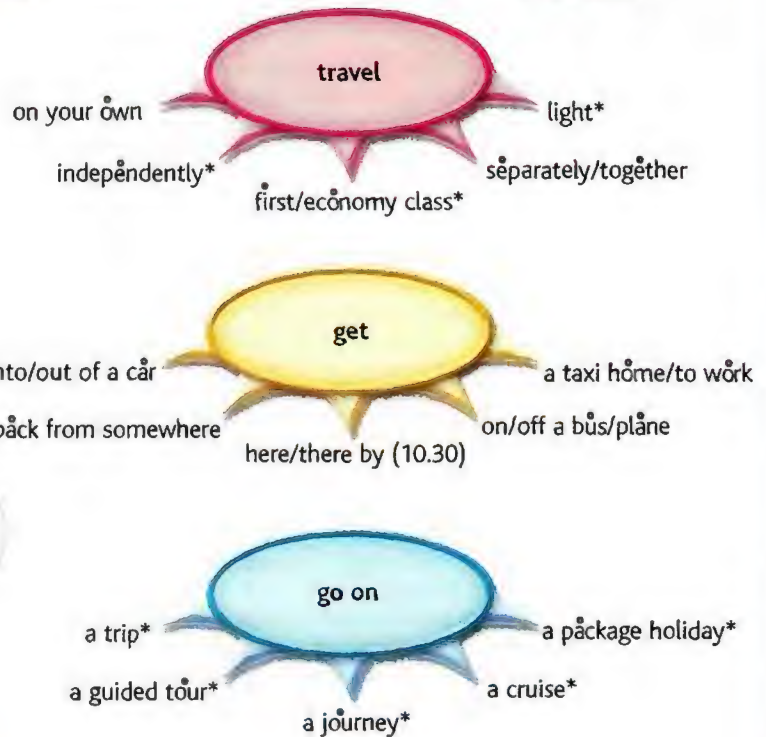 travel
on your own
light*
independently*
separately/together
first/economy class*
get
nto/out of a car
a taxi home/to work
back from somewhere
on/off a bus/plane
here/there by (10.30)
go on
a trip*
a package holiday*
a guided tour*
a cruise*
a journey*